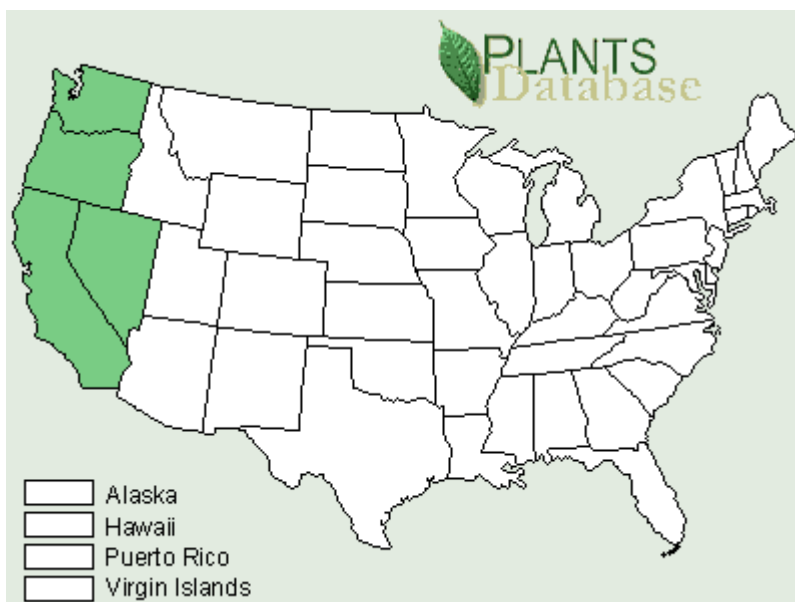 PLANTS
Database
Alaska
Hawaii
Puerto Rico
Virgin Islands